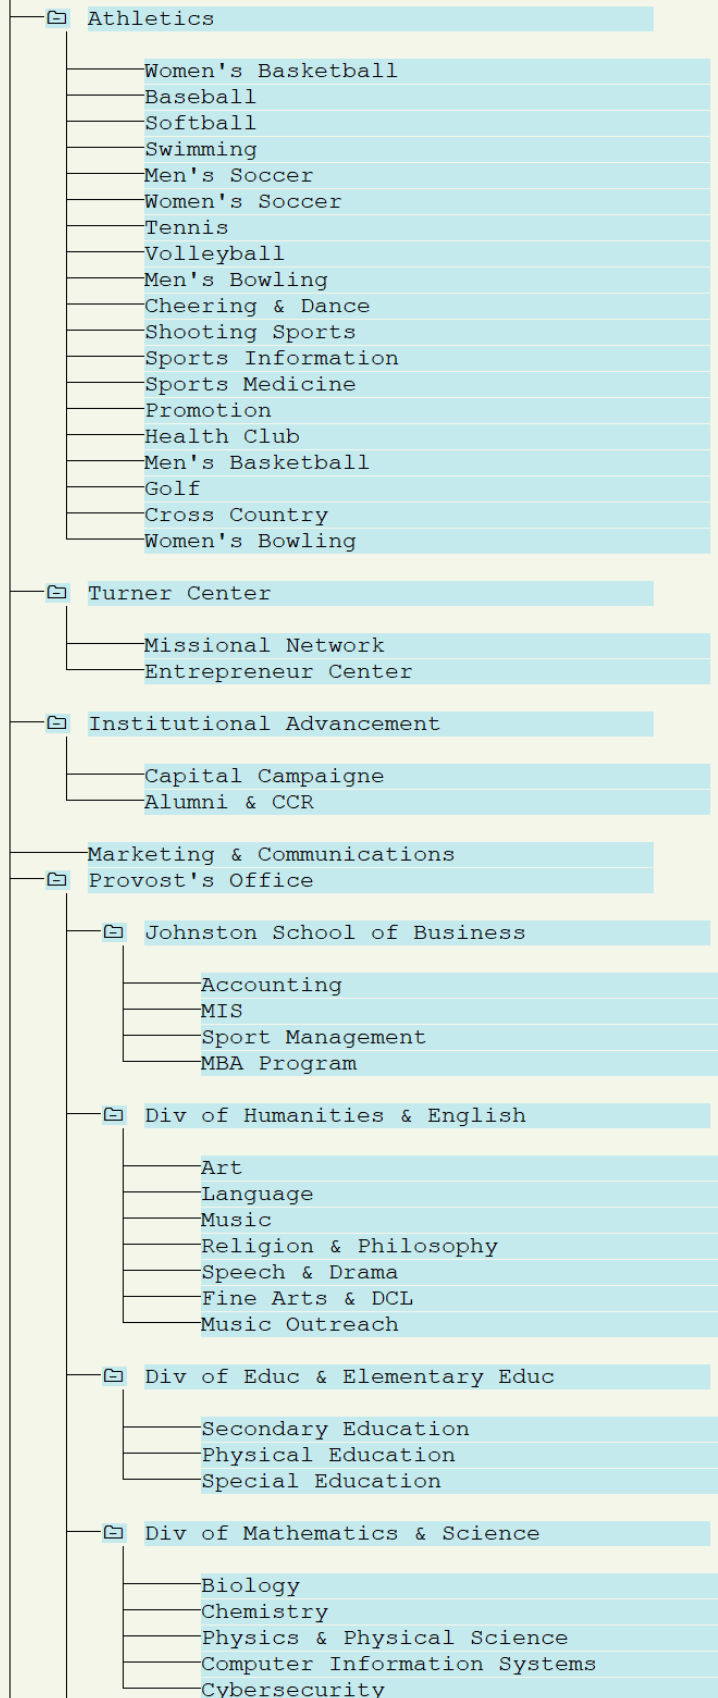 Athletics
Women's Basketball
Baseball
Softball
Swimming
Men's Soccer
Women's Soccer
Tennis
Volleyball
Men's Bowling
Cheering & Dance
Shooting Sports
Sports Information
Sports Medicine
Promotion
Health Club
Men's Basketball
Golf
Cross Country
Women's Bowling
Turner Center
Missional Network
Entrepreneur Center
Institutional Advancement
Capital Campaigne
Alumni & CCR
Marketing & Communications
Provost's Office
Johnston School of Business
Accounting
MIS
Sport Management
MBA Program
Div of Humanities & English
Art
Language
Music
Religion & Philosophy
Speech & Drama
Fine Arts & DCL
Music Outreach
Div of Educ & Elementary Educ
Secondary Education
Physical Education
Special Education
Div of Mathematics & Science
Biology
Chemistry
Physics & Physical Science
Computer Information Systems
Cybersecurity